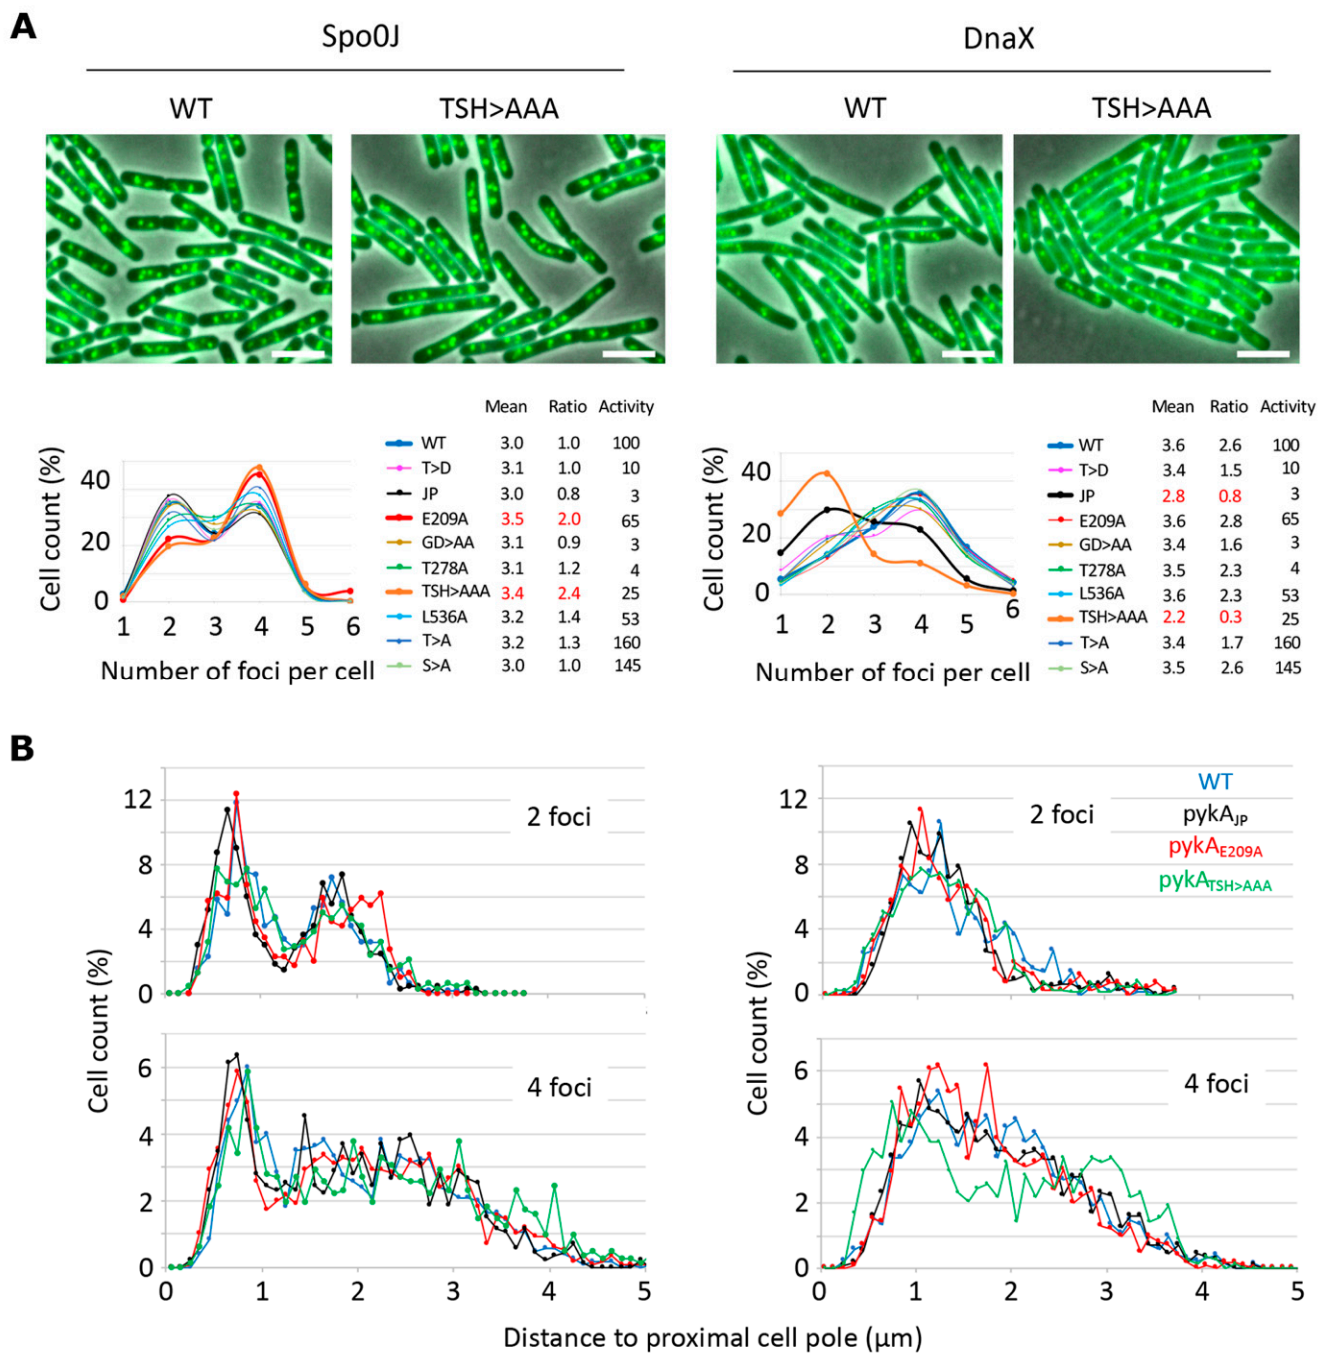 A
Spo0J
DnaX
WT
TSH>AAA
WT
TSH>AAA
Mean Ratio Activity
WT 3.0 1.0 100
T>D 3.1 1.0 10
JP 3.0 0.8 3
E209A 3.5 2.0 65
GD>AA 3.1 0.9 3
T278A 3.1 1.2 4
TSH>AAA 3.4 2.4 25
L536A 3.2 1.4 53
T>A 3.2 1.3 160
S>A 3.0 1.0 145
Cell count (%)
40
20
0
1 2 3 4 5 6
Number of foci per cell
Mean Ratio Activity
WT 3.6 2.6 100
T>D 3.4 1.5 10
JP 2.8 0.8 3
E209A 3.6 2.8 65
GD>AA 3.4 1.6 3
T278A 3.5 2.3 4
L536A 3.6 2.3 53
TSH>AAA 2.2 0.3 25
T>A 3.4 1.7 160
S>A 3.5 2.6 145
Cell count (%)
40
20
0
1 2 3 4 5 6
Number of foci per cell
B
12
8
4
0
2 foci
Cell count (%)
6
4
2
0
4 foci
0 1 2 3 4 5
12
8
4
0
2 foci
WT
pykAJP
pykAE209A
pykATSH>AAA
Cell count (%)
6
4
2
0
4 foci
0 1 2 3 4 5
Distance to proximal cell pole (µm)